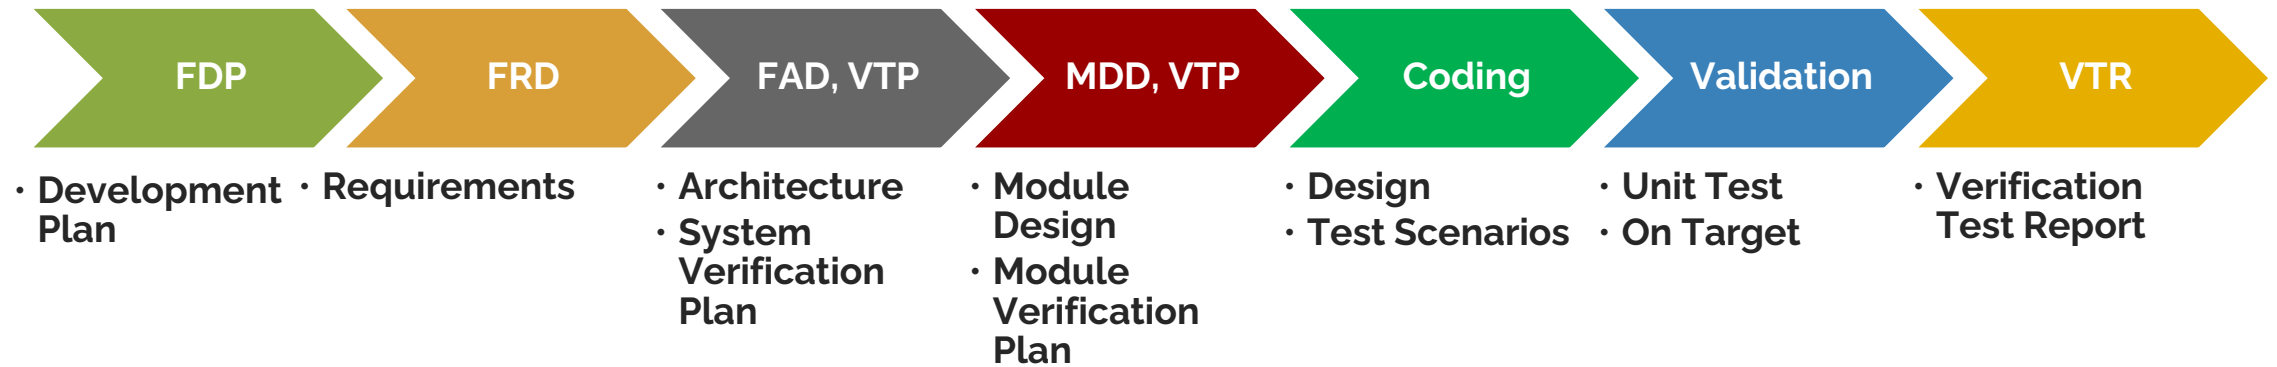 FDP
FRD
FAD, VTP
MDD, VTP
Coding
Validation
VTR
· Development
Plan
· Requirements
· Architecture
· System
Verification
Plan
· Module
Design
· Module
Verification
Plan
· Design
· Test Scenarios
· Unit Test
· On Target
· Verification
Test Report